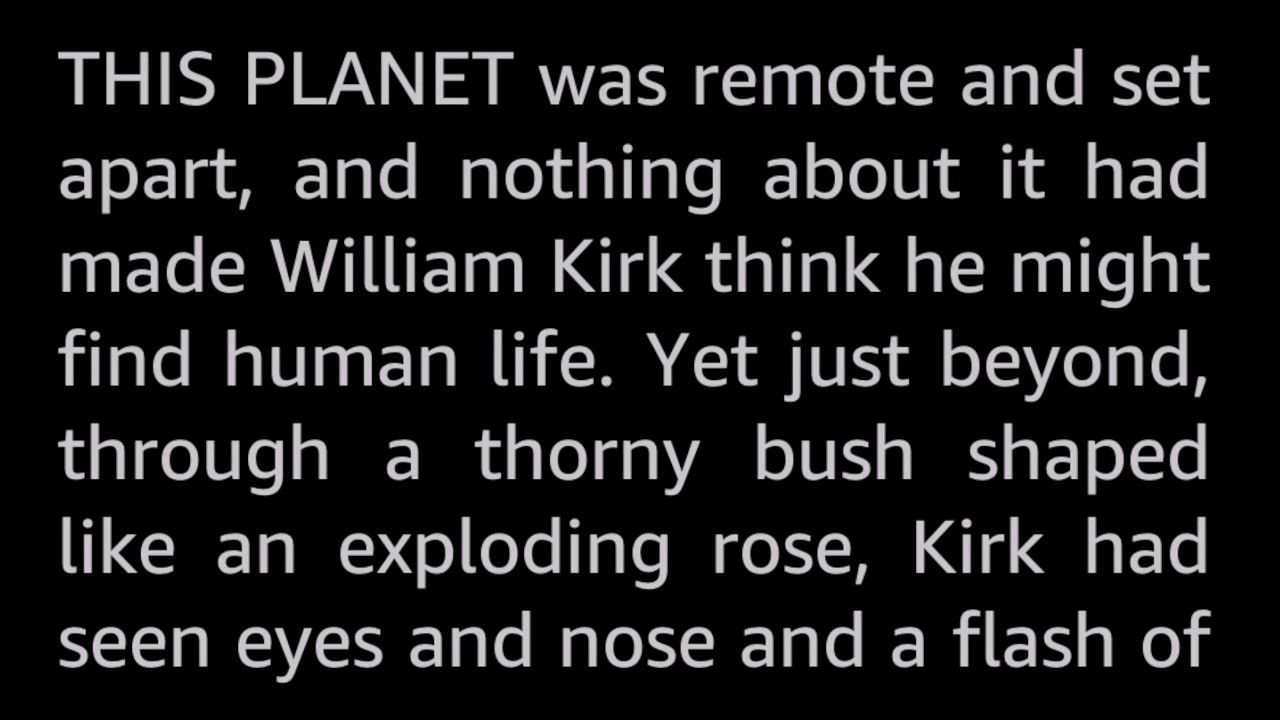 THIS PLANET was remote and set
apart, and nothing about it had
made William Kirk think he might
find human life. Yet just beyond,
through a thorny bush shaped
like an exploding rose, Kirk had
seen eyes and nose and a flash of